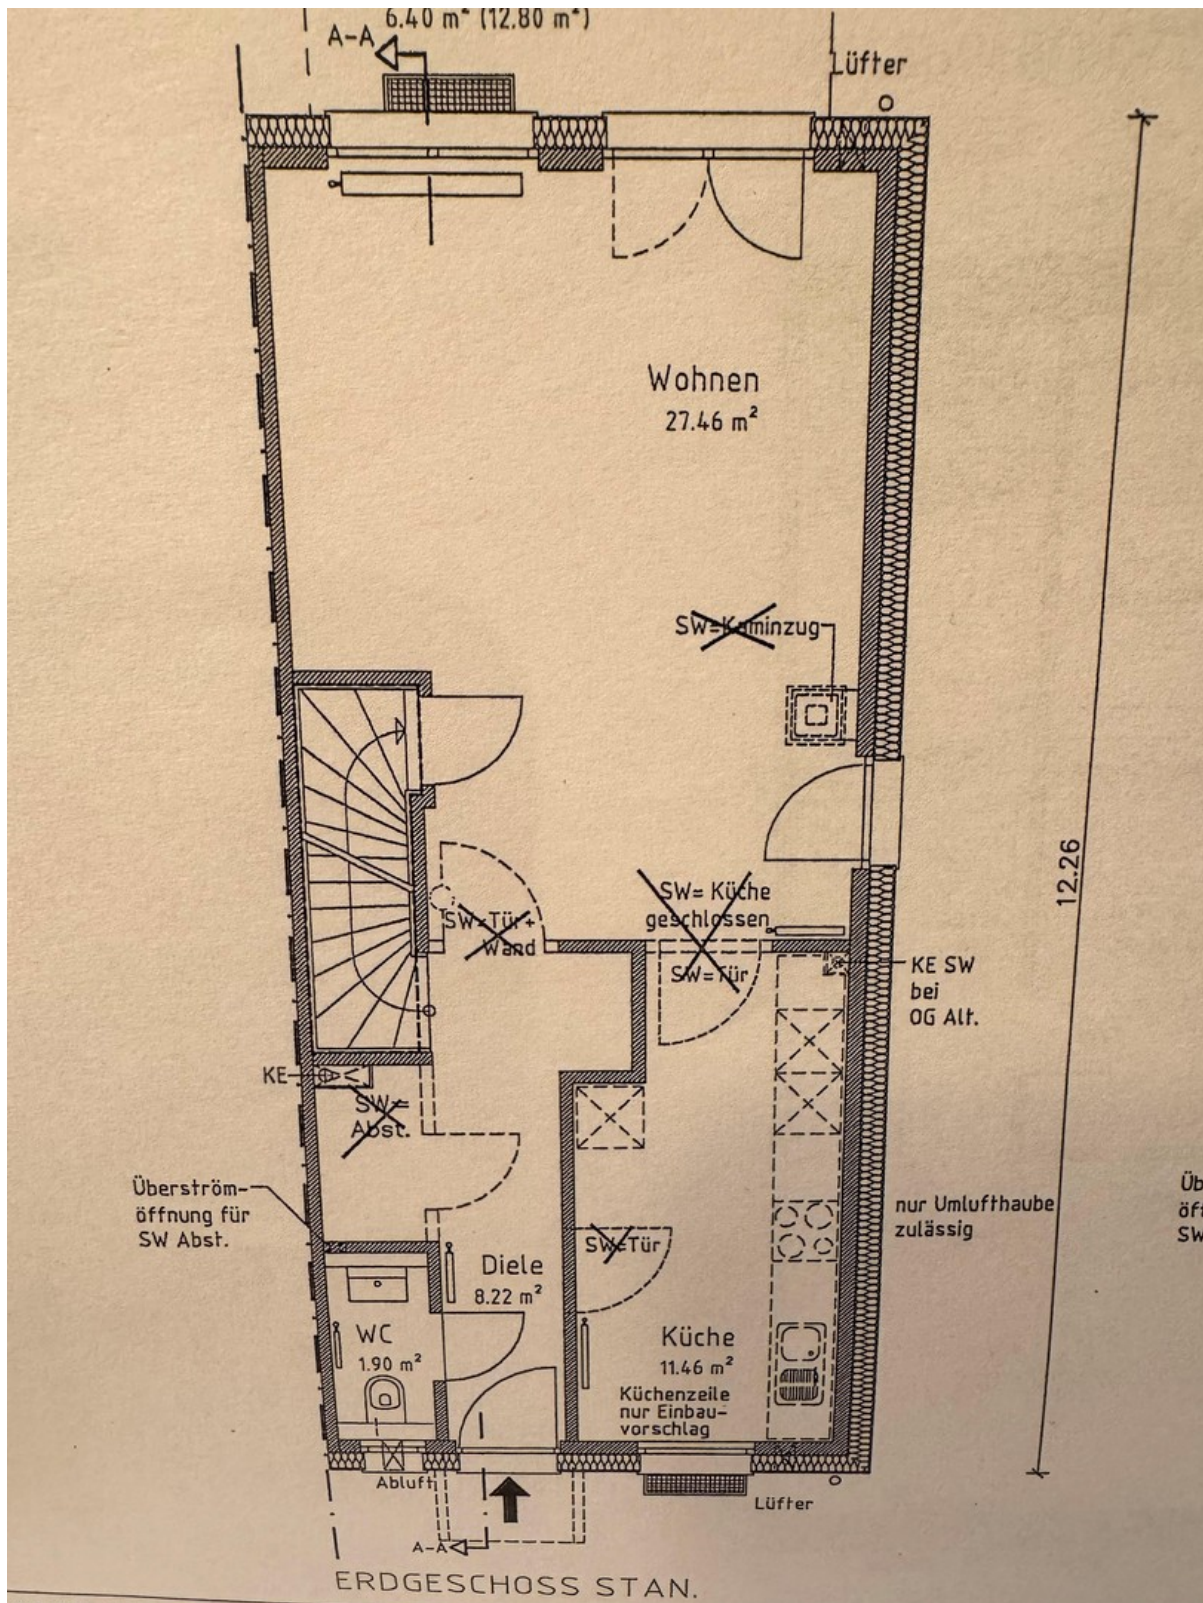 6.40 m² (12.80 m²)
A-A
Lüfter
Wohnen
27.46 m²
SW=Kaminzug
12.26
SW= Küche
geschlossen
SW=Tür+
Wand
SW=Tür
KE SW
bei
OG Alt.
KE
SW=
Abst.
Überström-
öffnung für
SW Abst.
nur Umlufthaube
zulässig
Üb
öff
SW
SW=Tür
Diele
8.22 m²
WC
1.90 m²
Küche
11.46 m²
Küchenzeile
nur Einbau-
vorschlag
Abluft
Lüfter
A-A
ERDGESCHOSS STAN.